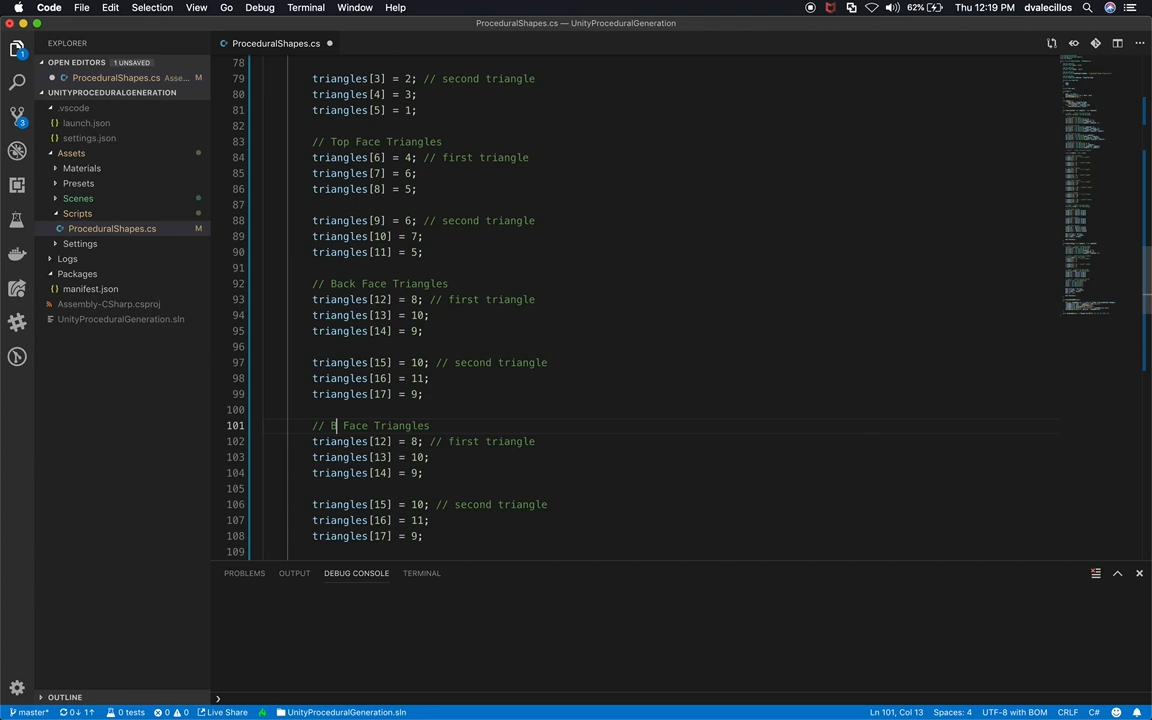 Code File Edit Selection View Go Debug Terminal Window Help 62% Thu 12:19 PM dvalecillos
ProceduralShapes.cs — UnityProceduralGeneration
EXPLORER
OPEN EDITORS 1 UNSAVED
ProceduralShapes.cs Asse... M
UNITYPROCEDURALGENERATION
.vscode
launch.json
settings.json
Assets
Materials
Presets
Scenes
Scripts
ProceduralShapes.cs M
Settings
Logs
Packages
manifest.json
Assembly-CSharp.csproj
UnityProceduralGeneration.sln
OUTLINE
1
3
ProceduralShapes.cs
78
79 triangles[3] = 2; // second triangle
80 triangles[4] = 3;
81 triangles[5] = 1;
82
83 // Top Face Triangles
84 triangles[6] = 4; // first triangle
85 triangles[7] = 6;
86 triangles[8] = 5;
87
88 triangles[9] = 6; // second triangle
89 triangles[10] = 7;
90 triangles[11] = 5;
91
92 // Back Face Triangles
93 triangles[12] = 8; // first triangle
94 triangles[13] = 10;
95 triangles[14] = 9;
96
97 triangles[15] = 10; // second triangle
98 triangles[16] = 11;
99 triangles[17] = 9;
100
101 // B Face Triangles
102 triangles[12] = 8; // first triangle
103 triangles[13] = 10;
104 triangles[14] = 9;
105
106 triangles[15] = 10; // second triangle
107 triangles[16] = 11;
108 triangles[17] = 9;
109
PROBLEMS OUTPUT DEBUG CONSOLE TERMINAL
master* 0↓ 1↑ 0 tests 0 0 Live Share UnityProceduralGeneration.sln Ln 101, Col 13 Spaces: 4 UTF-8 with BOM CRLF C#